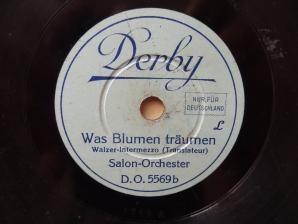 Derby
NUR FÜR
DEUTSCHLAND
L
Was Blumen träumen
Walzer-Intermezzo (Translateur)
Salon-Orchester
D.O. 5569b